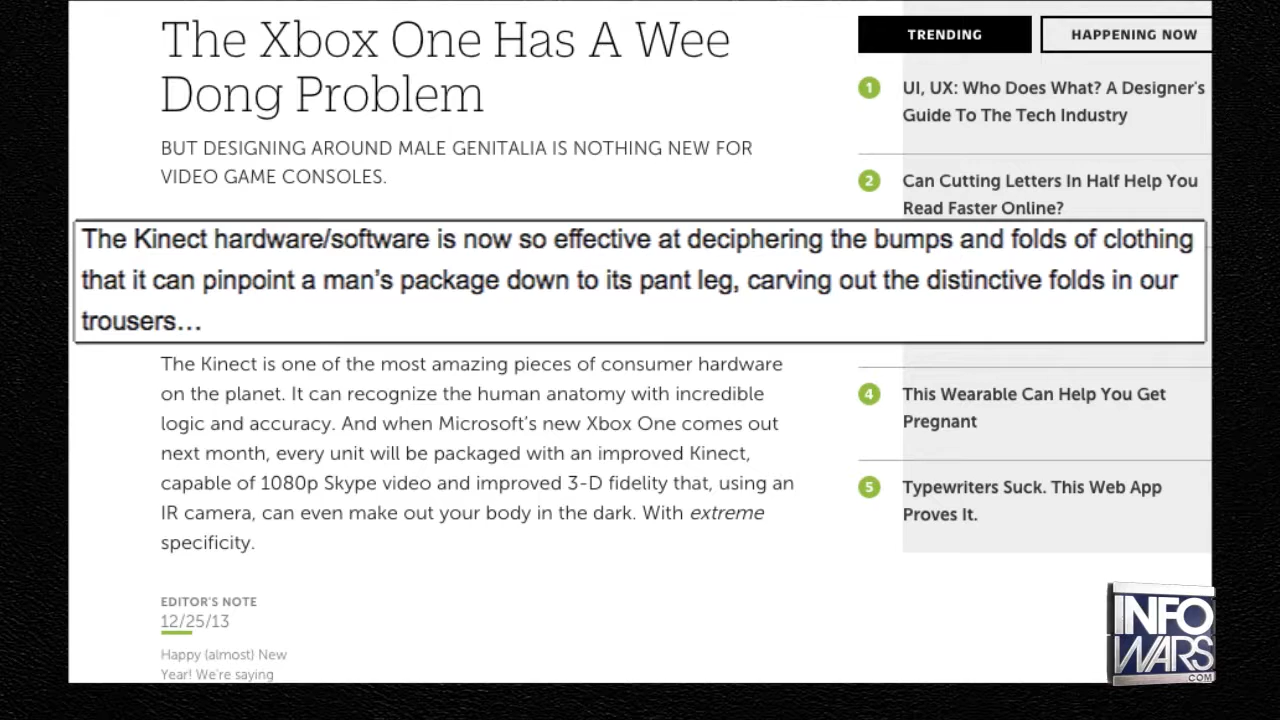 The Xbox One Has A Wee
Dong Problem
BUT DESIGNING AROUND MALE GENITALIA IS NOTHING NEW FOR
VIDEO GAME CONSOLES.
The Kinect hardware/software is now so effective at deciphering the bumps and folds of clothing
that it can pinpoint a man's package down to its pant leg, carving out the distinctive folds in our
trousers...
The Kinect is one of the most amazing pieces of consumer hardware
on the planet. It can recognize the human anatomy with incredible
logic and accuracy. And when Microsoft's new Xbox One comes out
next month, every unit will be packaged with an improved Kinect,
capable of 1080p Skype video and improved 3-D fidelity that, using an
IR camera, can even make out your body in the dark. With extreme
specificity.
EDITOR'S NOTE
12/25/13
Happy (almost) New
Year! We're saying
TRENDING
HAPPENING NOW
1 UI, UX: Who Does What? A Designer's
Guide To The Tech Industry
2 Can Cutting Letters In Half Help You
Read Faster Online?
4 This Wearable Can Help You Get
Pregnant
5 Typewriters Suck. This Web App
Proves It.
INFO
WARS
.COM